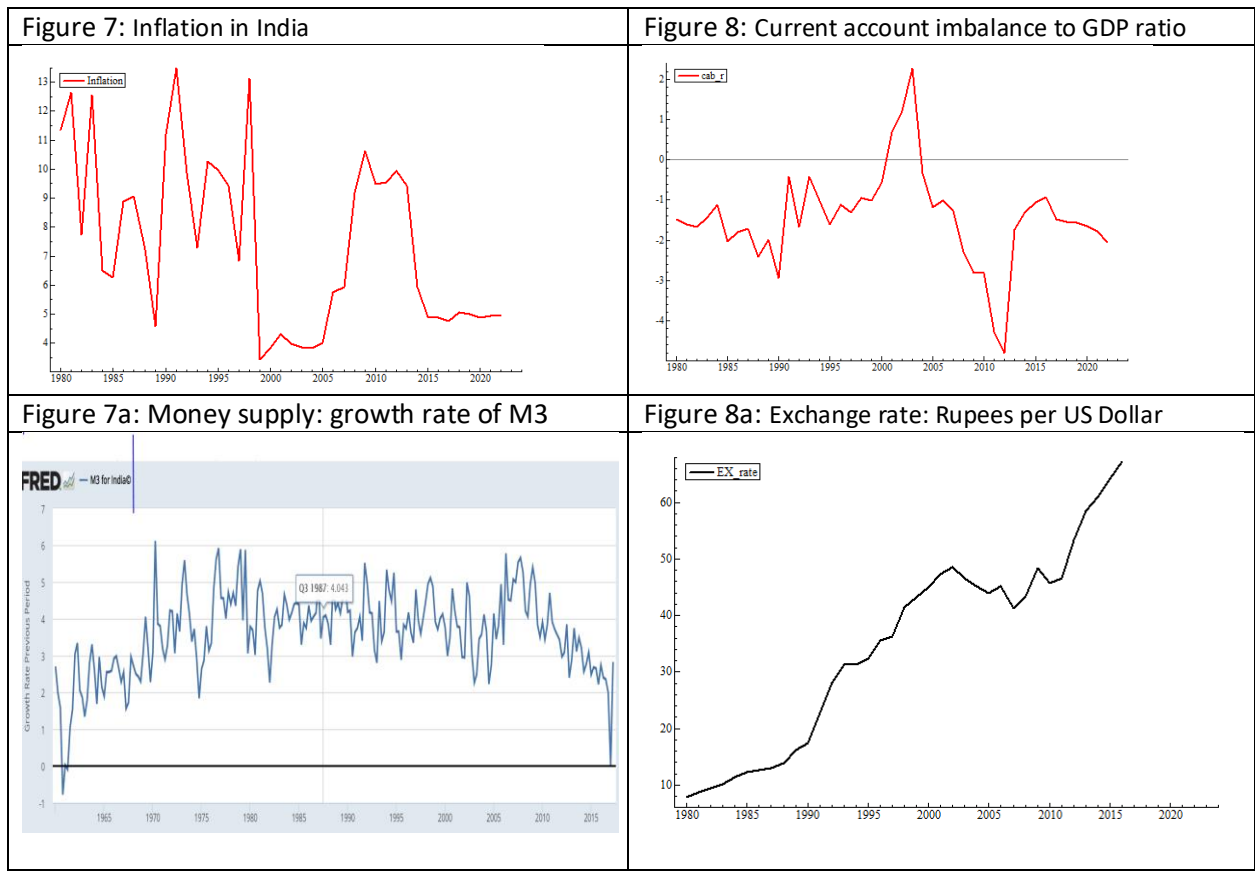 Figure 7: Inflation in India
Figure 8: Current account imbalance to GDP ratio
Inflation
13
12
11
10
9
8
7
6
5
4
1980 1985 1990 1995 2000 2005 2010 2015 2020
cab_r
2
1
0
-1
-2
-4
1980 1985 1990 1995 2000 2005 2010 2015 2020
Figure 7a: Money supply: growth rate of M3
Figure 8a: Exchange rate: Rupees per US Dollar
FRED — M3 for India©
Growth Rate Previous Period
7
6
5
4
3
2
1
0
-1
Q3 1987: 4.043
1965 1970 1975 1980 1985 1990 1995 2000 2005 2010 2015
EX_rate
60
50
40
30
20
10
1980 1985 1990 1995 2000 2005 2010 2015 2020